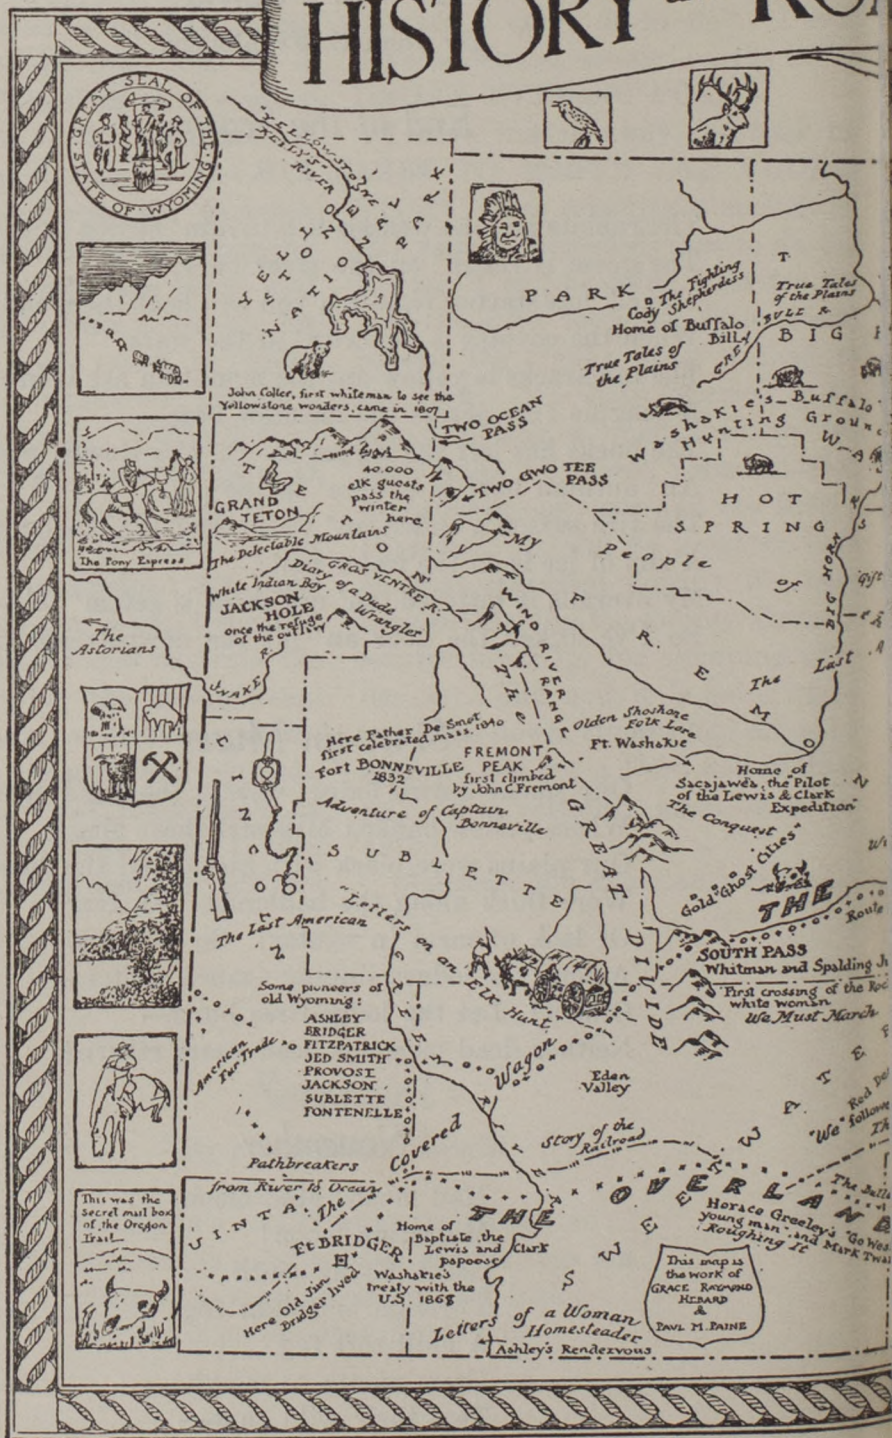 HISTORY
GREAT SEAL OF THE
STATE OF WYOMING
YELLOWSTONE
RIVER
YELLOWSTONE
NATIONAL
PARK
John Colter, first white man to see the
Yellowstone wonders, came in 1807
PARK
The Fighting
Cody Shepherdess
Home of Buffalo
Bill
True Tales of
the Plains
True Tales
of the Plains
BIG
Washakie's Buffalo
Hunting Ground
TWO OCEAN
PASS
TWO GWO TEE
PASS
HOT
SPRING
The Pony Express
TETON
GRAND
TETON
40,000
elk guests
pass the
winter
here
The Delectable Mountains
GROS VENTRE R.
Diary of a Dude
Wrangler
White Indian Boy
JACKSON
HOLE
once the refuge
of the outlaw
My
People
of
BIG HORN
FREMONT
WIND RIVER
RANGE
The
Last
The
Astorians
SNAKE R
Here Father De Smet
first celebrated mass, 1840
Fort BONNEVILLE
1832
FREMONT
PEAK
first climbed
by John C. Fremont
Olden Shoshone
Folk Lore
Ft. Washakie
Home of
Sacajawea, the Pilot
of the Lewis & Clark
Expedition
The Conquest
Adventure of Captain
Bonneville
The
GREAT
DIVIDE
LINCOLN
SUBLETTE
Gold "Ghost Cities"
THE
Route
The Last American
Letters on an Elk Hunt
SOUTH PASS
Whitman and Spalding
First crossing of the
white woman
We Must March
Some pioneers of
old Wyoming:
ASHLEY
BRIDGER
FITZPATRICK
JED SMITH
PROVOST
JACKSON
SUBLETTE
FONTENELLE
American
Fur Trade
GREEN
Eden
Valley
The Covered Wagon
Story of the
Railroad
"We" followe
Pathbreakers
from River to Ocean
SWEETWATER
THE OVERLAND
Horace Greeley's "Go Wes
young man" and Mark Twai
Roughing It
This was the
secret mail box
of the Oregon
Trail
UINTA
Ft BRIDGER
Here Old Jim
Bridger lived
Home of
Baptiste, the
Lewis and Clark
papoose
Washakie's
treaty with the
U.S. 1868
This map is
the work of
GRACE RAYMOND
HEBARD
&
PAUL M. PAINE
Letters of a Woman
Homesteader
Ashley's Rendezvous